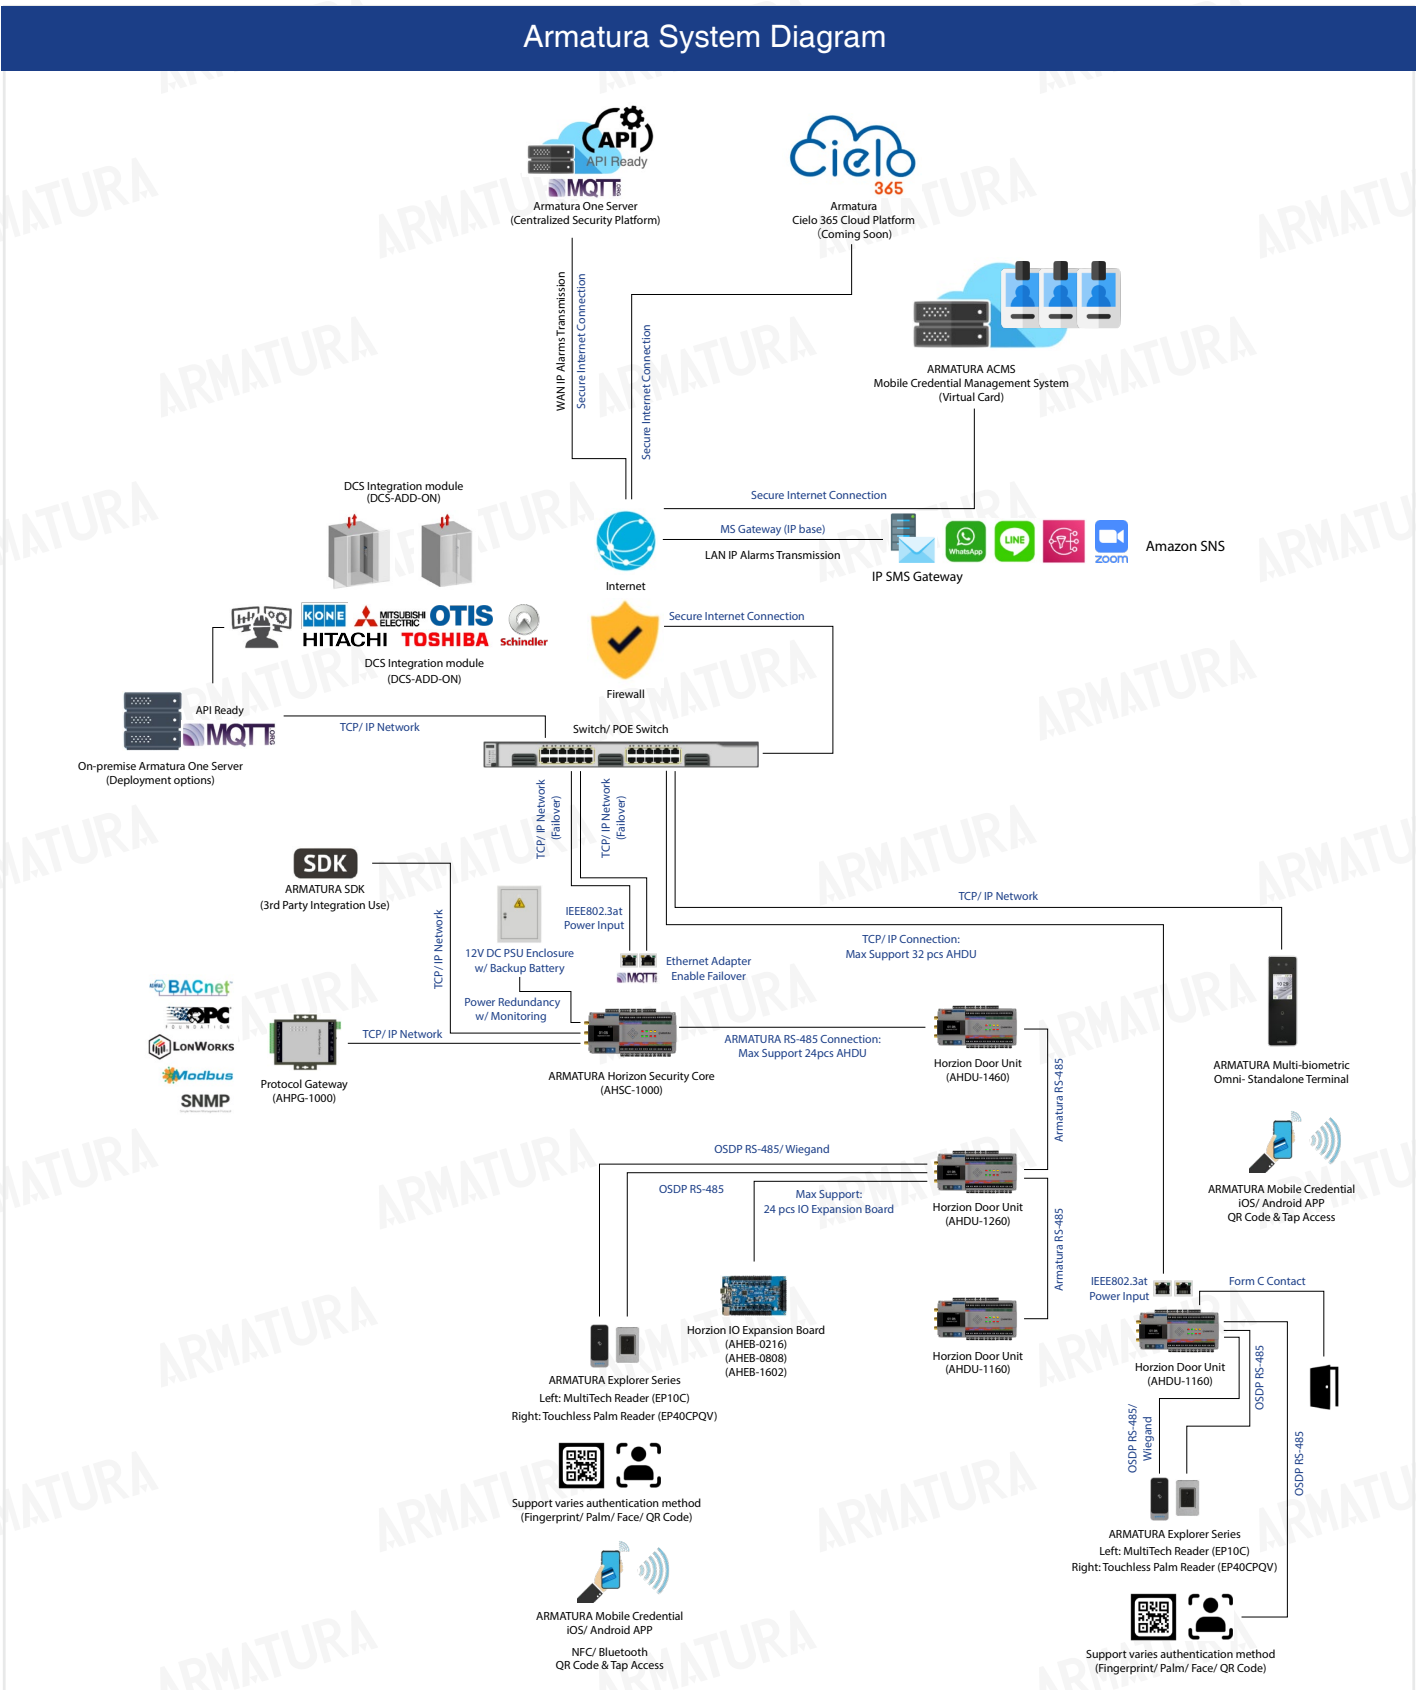 Armatura System Diagram
API
API Ready
MQTT
.ORG
Armatura One Server
(Centralized Security Platform)
Cielo
365
Armatura
Cielo 365 Cloud Platform
(Coming Soon)
WAN IP Alarms Transmission
Secure Internet Connection
Secure Internet Connection
ARMATURA ACMS
Mobile Credential Management System
(Virtual Card)
Secure Internet Connection
MS Gateway (IP base)
LAN IP Alarms Transmission
IP SMS Gateway
WhatsApp
LINE
zoom
Amazon SNS
Internet
DCS Integration module
(DCS-ADD-ON)
KONE
MITSUBISHI
ELECTRIC
OTIS
HITACHI
TOSHIBA
Schindler
DCS Integration module
(DCS-ADD-ON)
Secure Internet Connection
Firewall
API Ready
MQTT
.ORG
On-premise Armatura One Server
(Deployment options)
TCP/ IP Network
Switch/ POE Switch
TCP/ IP Network
(Failover)
TCP/ IP Network
(Failover)
SDK
ARMATURA SDK
(3rd Party Integration Use)
TCP/ IP Network
12V DC PSU Enclosure
w/ Backup Battery
Power Redundancy
w/ Monitoring
IEEE802.3at
Power Input
MQTT
Ethernet Adapter
Enable Failover
TCP/ IP Network
TCP/ IP Connection:
Max Support 32 pcs AHDU
BACnet
OPC
FOUNDATION
LONWORKS
Modbus
SNMP
Protocol Gateway
(AHPG-1000)
TCP/ IP Network
ARMATURA Horizon Security Core
(AHSC-1000)
ARMATURA RS-485 Connection:
Max Support 24pcs AHDU
Horzion Door Unit
(AHDU-1460)
Armatura RS-485
ARMATURA Multi-biometric
Omni- Standalone Terminal
ARMATURA Mobile Credential
iOS/ Android APP
QR Code & Tap Access
OSDP RS-485/ Wiegand
OSDP RS-485
Max Support:
24 pcs IO Expansion Board
Horzion Door Unit
(AHDU-1260)
Armatura RS-485
Horzion Door Unit
(AHDU-1160)
Horzion IO Expansion Board
(AHEB-0216)
(AHEB-0808)
(AHEB-1602)
ARMATURA Explorer Series
Left: MultiTech Reader (EP10C)
Right: Touchless Palm Reader (EP40CPQV)
Support varies authentication method
(Fingerprint/ Palm/ Face/ QR Code)
ARMATURA Mobile Credential
iOS/ Android APP
NFC/ Bluetooth
QR Code & Tap Access
IEEE802.3at
Power Input
Form C Contact
Horzion Door Unit
(AHDU-1160)
OSDP RS-485
OSDP RS-485/
Wiegand
OSDP RS-485
ARMATURA Explorer Series
Left: MultiTech Reader (EP10C)
Right: Touchless Palm Reader (EP40CPQV)
Support varies authentication method
(Fingerprint/ Palm/ Face/ QR Code)